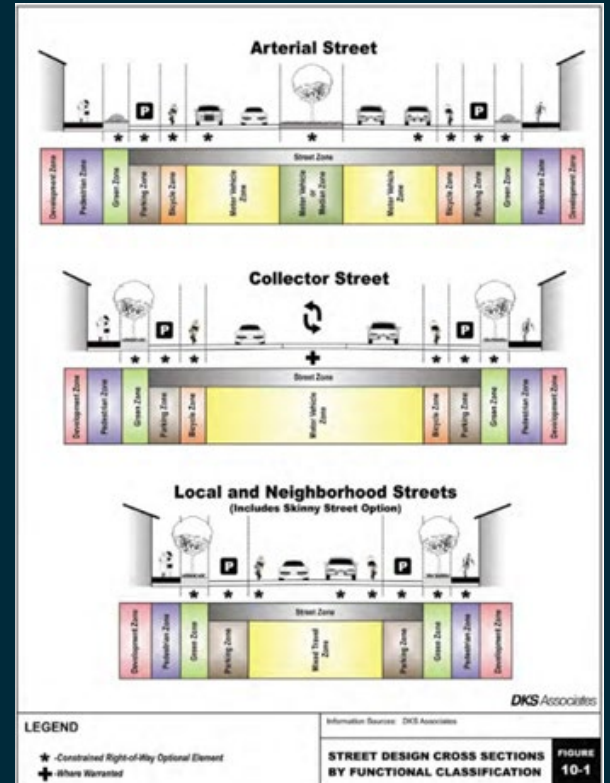 Arterial Street
P
P
★ ★ ★ ★ ★ ★ ★ ★ ★
Street Zone
Development Zone
Pedestrian Zone
Green Zone
Parking Zone
Bicycle Zone
Motor Vehicle Zone
Motor Vehicle or Median Zone
Motor Vehicle Zone
Bicycle Zone
Parking Zone
Green Zone
Pedestrian Zone
Development Zone
Collector Street
P
P
★ ★ ★ ✚ ★ ★ ★
Street Zone
Development Zone
Pedestrian Zone
Green Zone
Parking Zone
Bicycle Zone
Motor Vehicle Zone
Bicycle Zone
Parking Zone
Green Zone
Pedestrian Zone
Development Zone
Local and Neighborhood Streets
(Includes Skinny Street Option)
P
P
★ ★ ★ ★ ★ ★ ★ ★
Street Zone
Development Zone
Pedestrian Zone
Green Zone
Parking Zone
Mixed Travel Zone
Parking Zone
Green Zone
Pedestrian Zone
Development Zone
DKS Associates
LEGEND
★ -Constrained Right-of-Way Optional Element
✚ -Where Warranted
Information Sources: DKS Associates
STREET DESIGN CROSS SECTIONS
BY FUNCTIONAL CLASSIFICATION
FIGURE
10-1